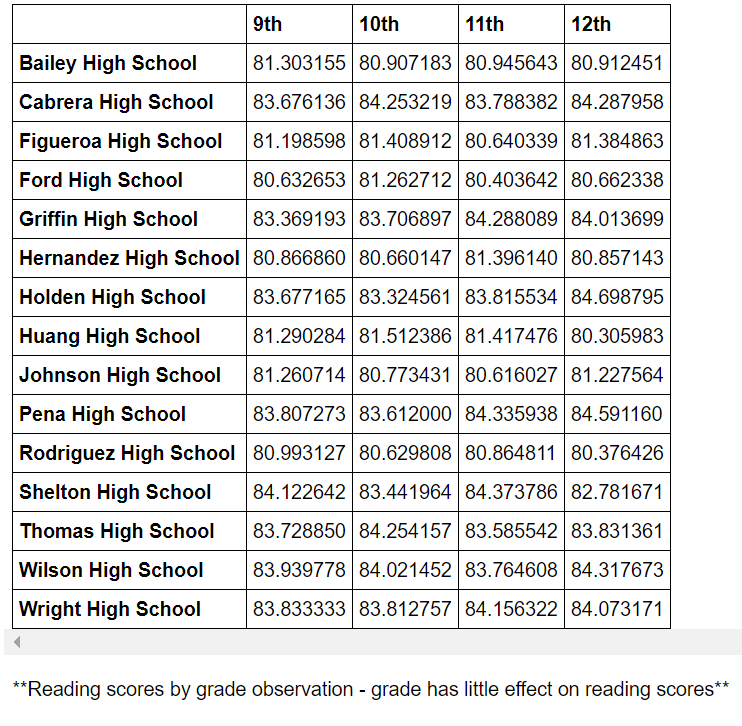 9th 10th 11th 12th
Bailey High School 81.303155 80.907183 80.945643 80.912451
Cabrera High School 83.676136 84.253219 83.788382 84.287958
Figueroa High School 81.198598 81.408912 80.640339 81.384863
Ford High School 80.632653 81.262712 80.403642 80.662338
Griffin High School 83.369193 83.706897 84.288089 84.013699
Hernandez High School 80.866860 80.660147 81.396140 80.857143
Holden High School 83.677165 83.324561 83.815534 84.698795
Huang High School 81.290284 81.512386 81.417476 80.305983
Johnson High School 81.260714 80.773431 80.616027 81.227564
Pena High School 83.807273 83.612000 84.335938 84.591160
Rodriguez High School 80.993127 80.629808 80.864811 80.376426
Shelton High School 84.122642 83.441964 84.373786 82.781671
Thomas High School 83.728850 84.254157 83.585542 83.831361
Wilson High School 83.939778 84.021452 83.764608 84.317673
Wright High School 83.833333 83.812757 84.156322 84.073171
**Reading scores by grade observation - grade has little effect on reading scores**